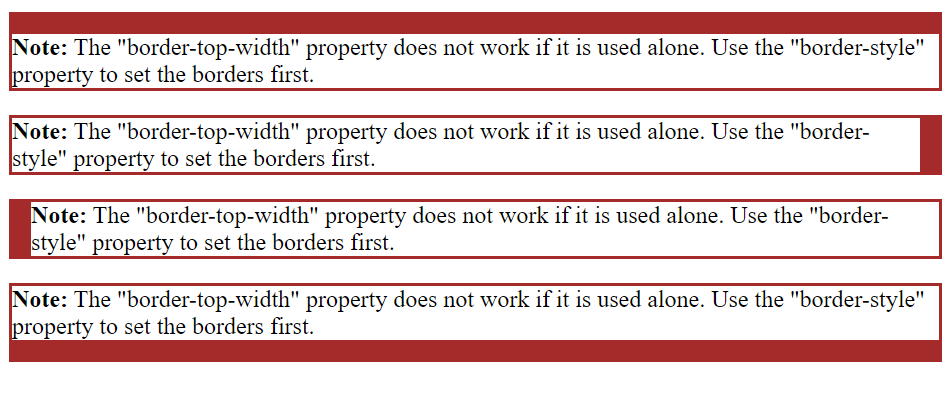 Note: The "border-top-width" property does not work if it is used alone. Use the "border-style"
property to set the borders first.
Note: The "border-top-width" property does not work if it is used alone. Use the "border-
style" property to set the borders first.
Note: The "border-top-width" property does not work if it is used alone. Use the "border-
style" property to set the borders first.
Note: The "border-top-width" property does not work if it is used alone. Use the "border-style"
property to set the borders first.